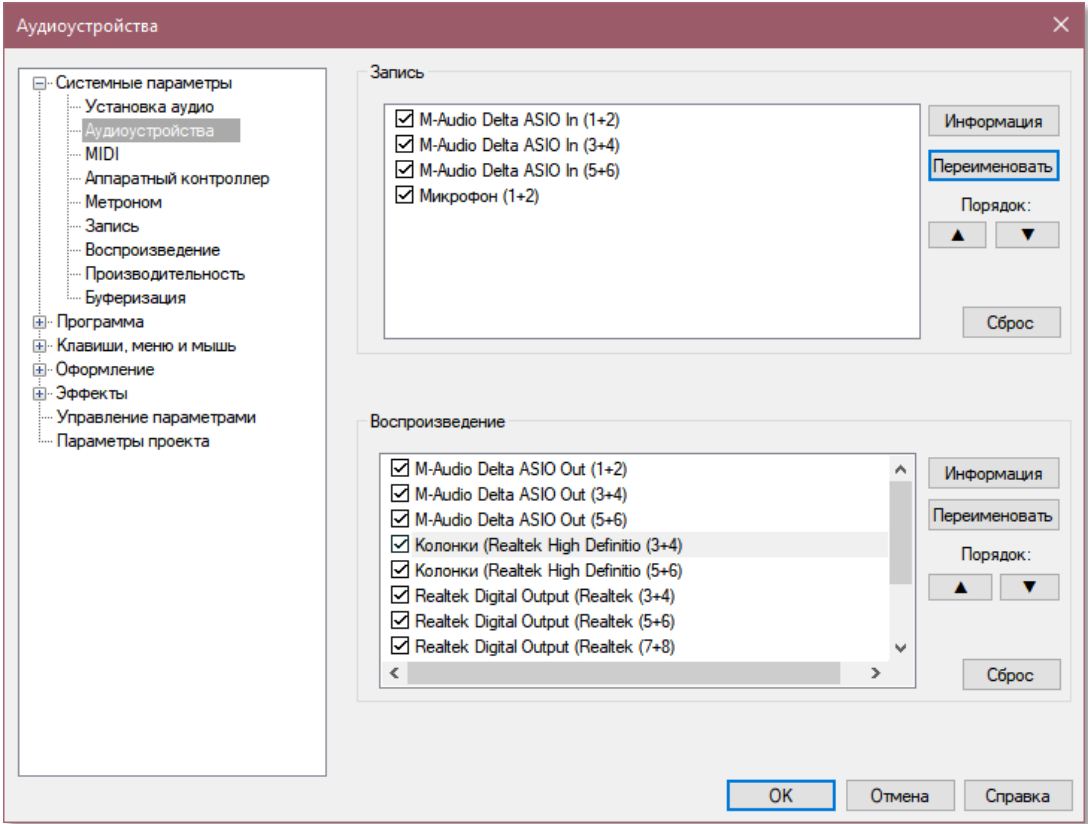 Аудиоустройства
Системные параметры
Установка аудио
Аудиоустройства
MIDI
Аппаратный контроллер
Метроном
Запись
Воспроизведение
Производительность
Буферизация
Программа
Клавиши, меню и мышь
Оформление
Эффекты
Управление параметрами
Параметры проекта
Запись
M-Audio Delta ASIO In (1+2)
M-Audio Delta ASIO In (3+4)
M-Audio Delta ASIO In (5+6)
Микрофон (1+2)
Информация
Переименовать
Порядок:
Сброс
Воспроизведение
M-Audio Delta ASIO Out (1+2)
M-Audio Delta ASIO Out (3+4)
M-Audio Delta ASIO Out (5+6)
Колонки (Realtek High Definitio (3+4)
Колонки (Realtek High Definitio (5+6)
Realtek Digital Output (Realtek (3+4)
Realtek Digital Output (Realtek (5+6)
Realtek Digital Output (Realtek (7+8)
Информация
Переименовать
Порядок:
Сброс
OK Отмена Справка